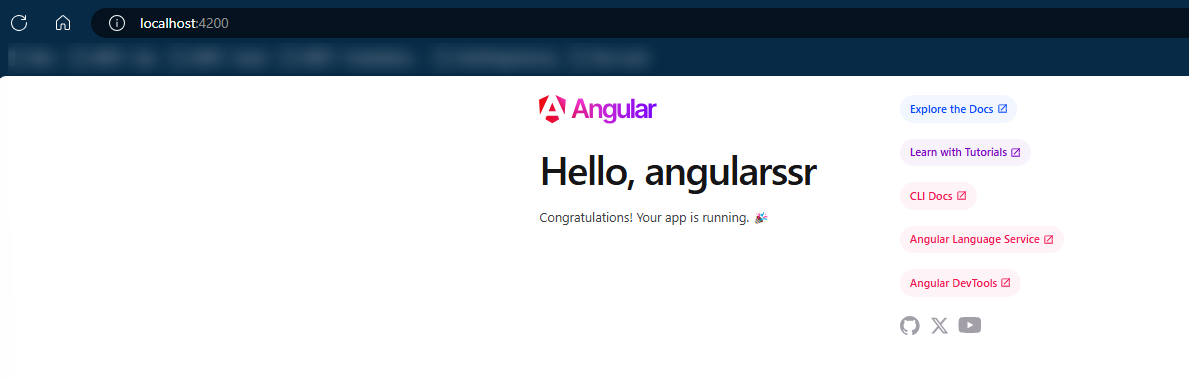 localhost:4200
Angular
Hello, angularssr
Congratulations! Your app is running. 🎉
Explore the Docs
Learn with Tutorials
CLI Docs
Angular Language Service
Angular DevTools